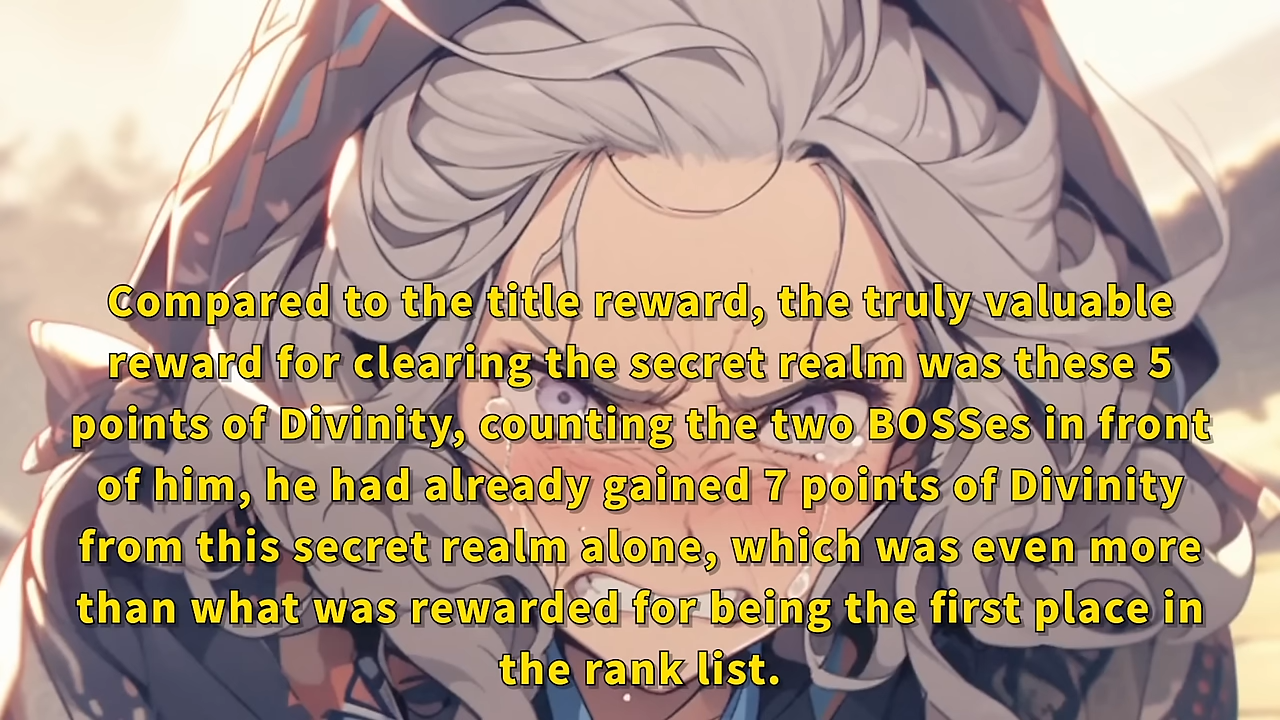 Compared to the title reward, the truly valuable
reward for clearing the secret realm was these 5
points of Divinity, counting the two BOSSes in front
of him, he had already gained 7 points of Divinity
from this secret realm alone, which was even more
than what was rewarded for being the first place in
the rank list.